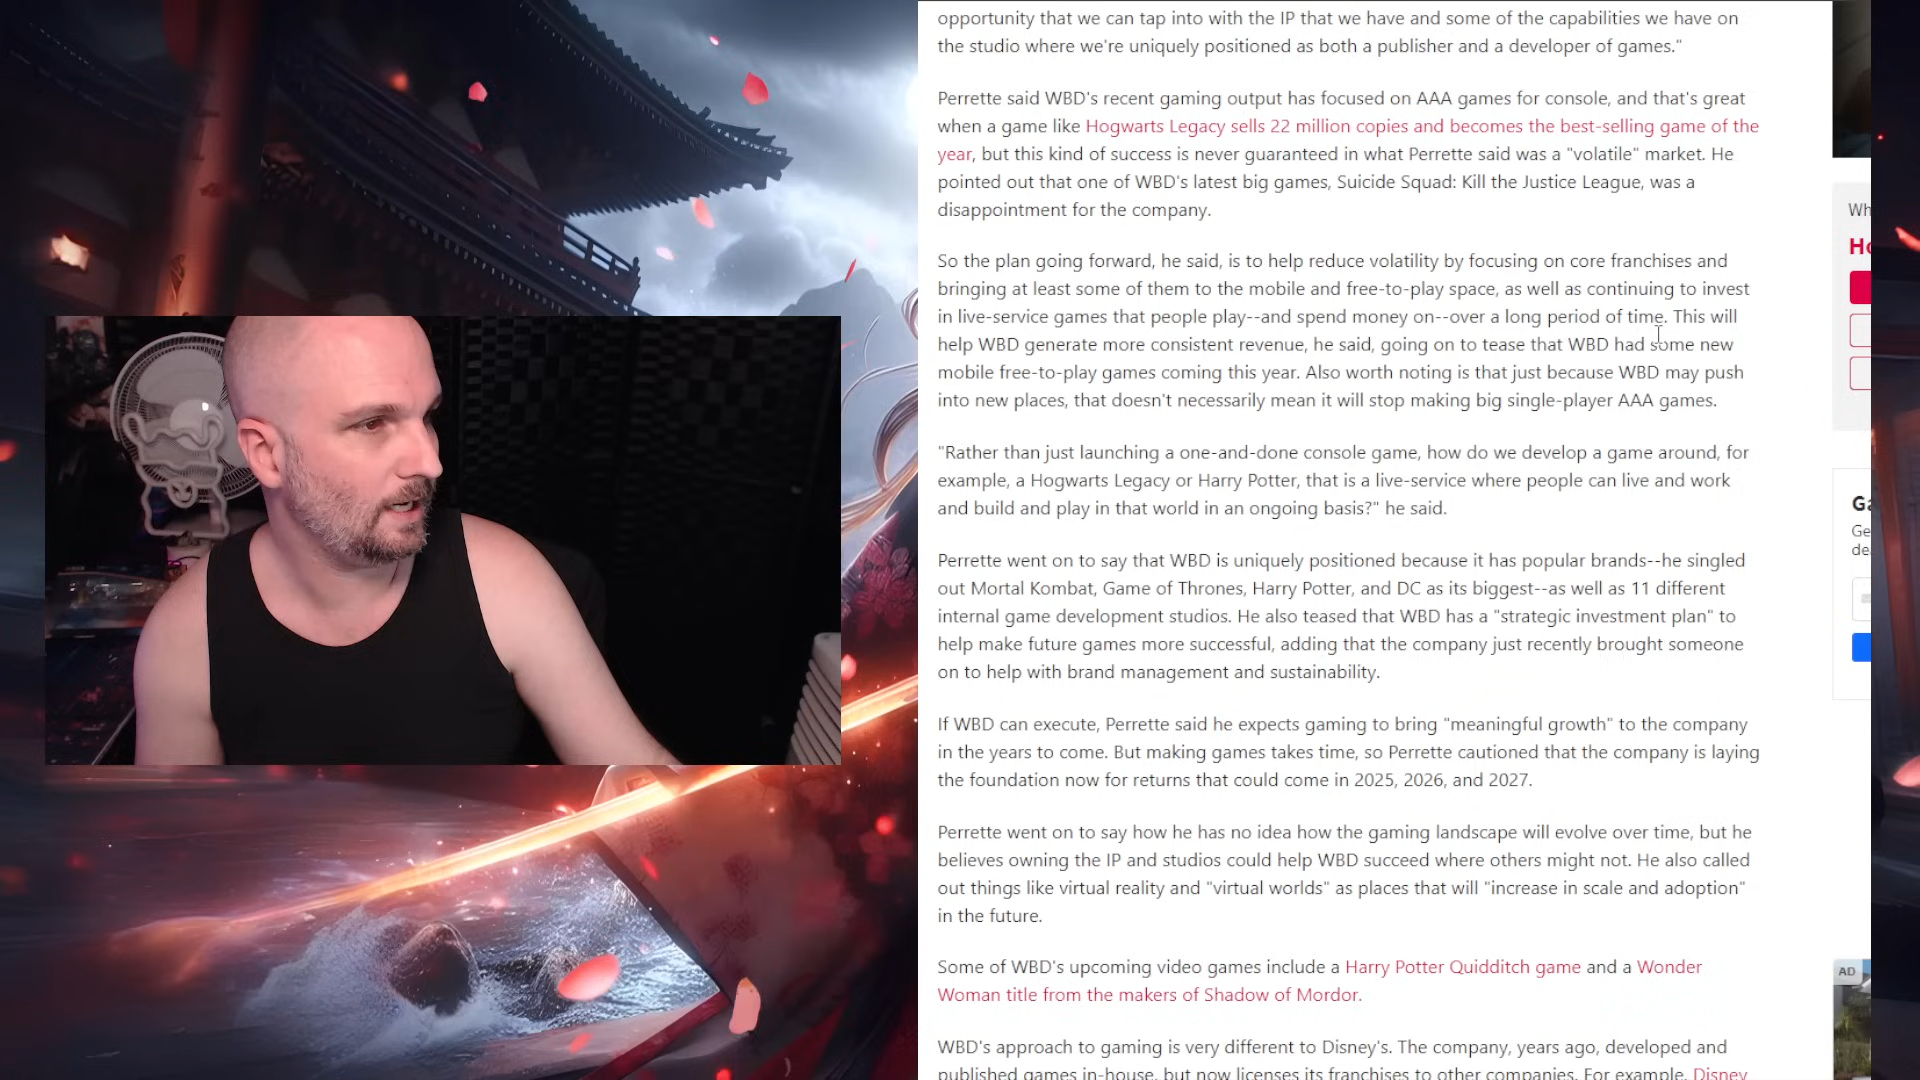 opportunity that we can tap into with the IP that we have and some of the capabilities we have on
the studio where we're uniquely positioned as both a publisher and a developer of games."
Perrette said WBD's recent gaming output has focused on AAA games for console, and that's great
when a game like Hogwarts Legacy sells 22 million copies and becomes the best-selling game of the
year, but this kind of success is never guaranteed in what Perrette said was a "volatile" market. He
pointed out that one of WBD's latest big games, Suicide Squad: Kill the Justice League, was a
disappointment for the company.
So the plan going forward, he said, is to help reduce volatility by focusing on core franchises and
bringing at least some of them to the mobile and free-to-play space, as well as continuing to invest
in live-service games that people play--and spend money on--over a long period of time. This will
help WBD generate more consistent revenue, he said, going on to tease that WBD had some new
mobile free-to-play games coming this year. Also worth noting is that just because WBD may push
into new places, that doesn't necessarily mean it will stop making big single-player AAA games.
"Rather than just launching a one-and-done console game, how do we develop a game around, for
example, a Hogwarts Legacy or Harry Potter, that is a live-service where people can live and work
and build and play in that world in an ongoing basis?" he said.
Perrette went on to say that WBD is uniquely positioned because it has popular brands--he singled
out Mortal Kombat, Game of Thrones, Harry Potter, and DC as its biggest--as well as 11 different
internal game development studios. He also teased that WBD has a "strategic investment plan" to
help make future games more successful, adding that the company just recently brought someone
on to help with brand management and sustainability.
If WBD can execute, Perrette said he expects gaming to bring "meaningful growth" to the company
in the years to come. But making games takes time, so Perrette cautioned that the company is laying
the foundation now for returns that could come in 2025, 2026, and 2027.
Perrette went on to say how he has no idea how the gaming landscape will evolve over time, but he
believes owning the IP and studios could help WBD succeed where others might not. He also called
out things like virtual reality and "virtual worlds" as places that will "increase in scale and adoption"
in the future.
Some of WBD's upcoming video games include a Harry Potter Quidditch game and a Wonder
Woman title from the makers of Shadow of Mordor.
WBD's approach to gaming is very different to Disney's. The company, years ago, developed and
published games in-house, but now licenses its franchises to other companies. For example, Disney
Wh
Ho
Ga
Ge
de
AD